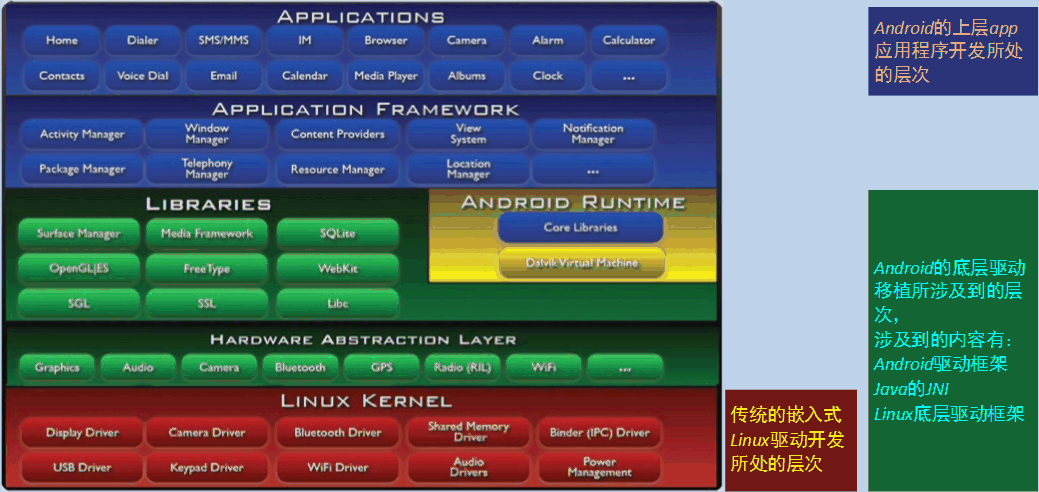 APPLICATIONS
Home Dialer SMS/MMS IM Browser Camera Alarm Calculator
Contacts Voice Dial Email Calendar Media Player Albums Clock ...
APPLICATION FRAMEWORK
Activity Manager Window Manager Content Providers View System Notification Manager
Package Manager Telephony Manager Resource Manager Location Manager ...
LIBRARIES
Surface Manager Media Framework SQLite
OpenGL|ES FreeType WebKit
SGL SSL Libc
ANDROID RUNTIME
Core Libraries
Dalvik Virtual Machine
HARDWARE ABSTRACTION LAYER
Graphics Audio Camera Bluetooth GPS Radio (RIL) WiFi ...
LINUX KERNEL
Display Driver Camera Driver Bluetooth Driver Shared Memory Driver Binder (IPC) Driver
USB Driver Keypad Driver WiFi Driver Audio Drivers Power Management
Android的上层app
应用程序开发所处
的层次
Android的底层驱动
移植所涉及到的层
次，
涉及到的内容有：
Android驱动框架
Java的JNI
Linux底层驱动框架
传统的嵌入式
Linux驱动开发
所处的层次